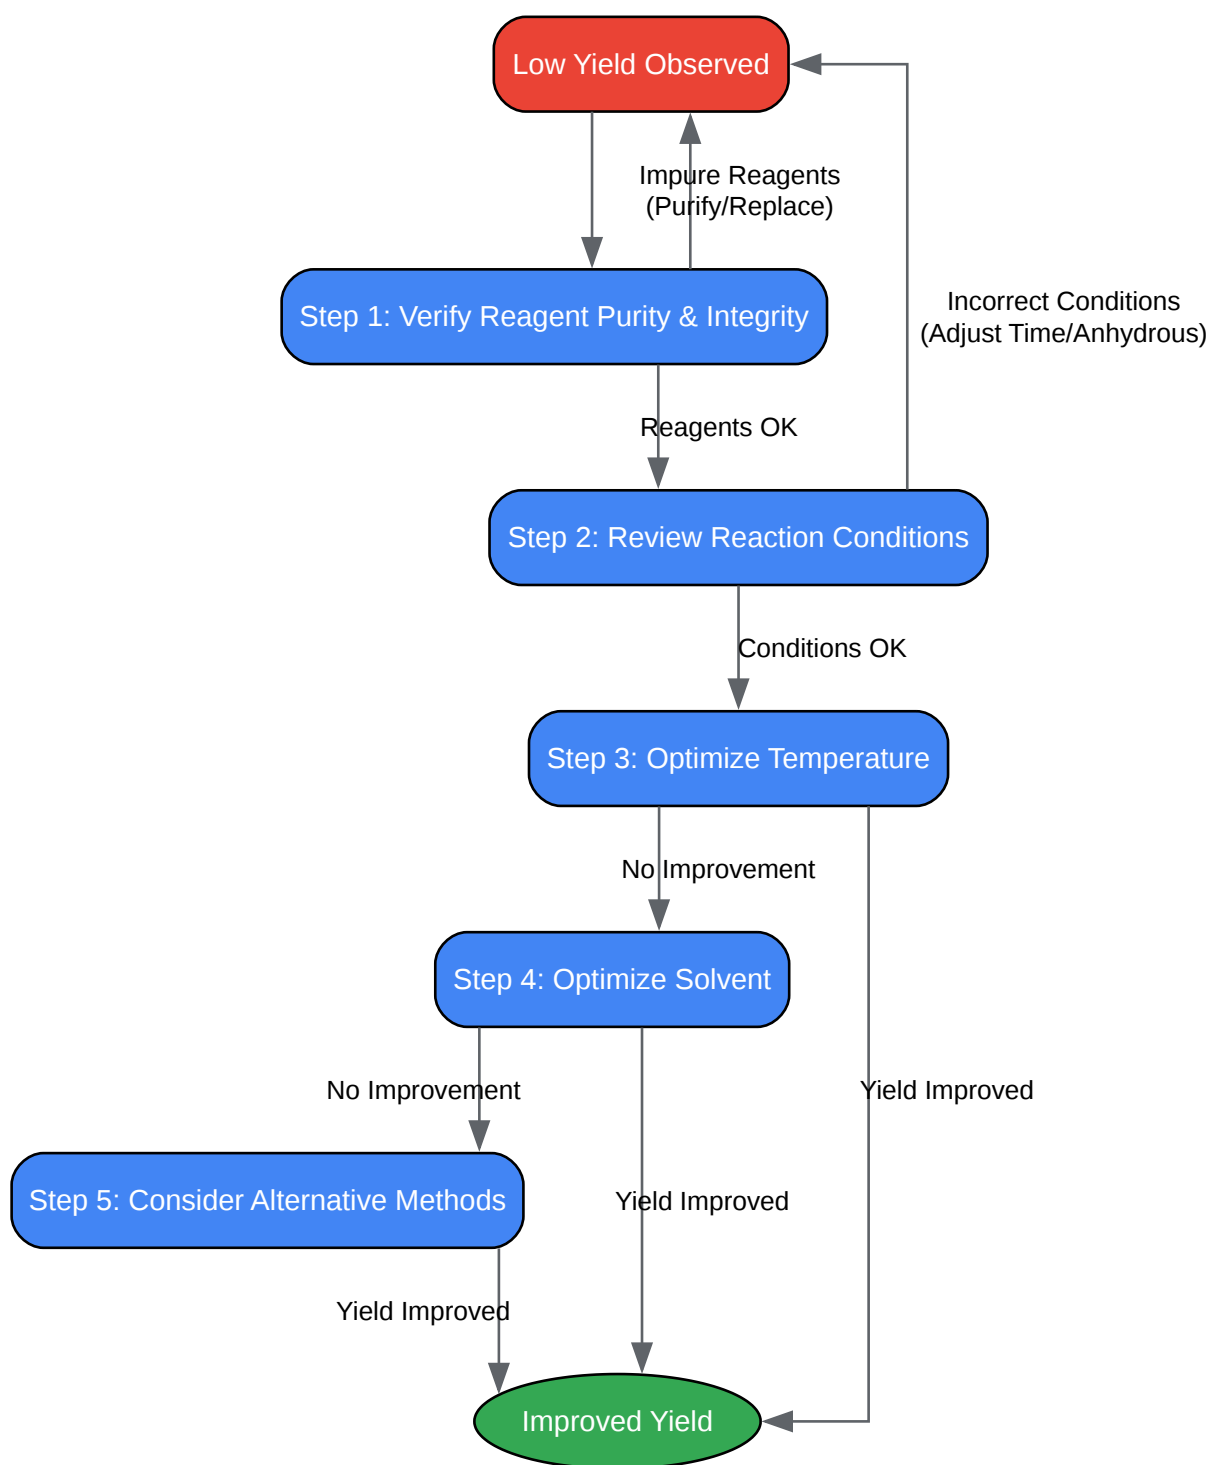 Low Yield Observed
Impure Reagents
(Purify/Replace)
Step 1: Verify Reagent Purity & Integrity
Incorrect Conditions
(Adjust Time/Anhydrous)
Reagents OK
Step 2: Review Reaction Conditions
Conditions OK
Step 3: Optimize Temperature
No Improvement
Step 4: Optimize Solvent
No Improvement
Yield Improved
Step 5: Consider Alternative Methods
Yield Improved
Yield Improved
Improved Yield